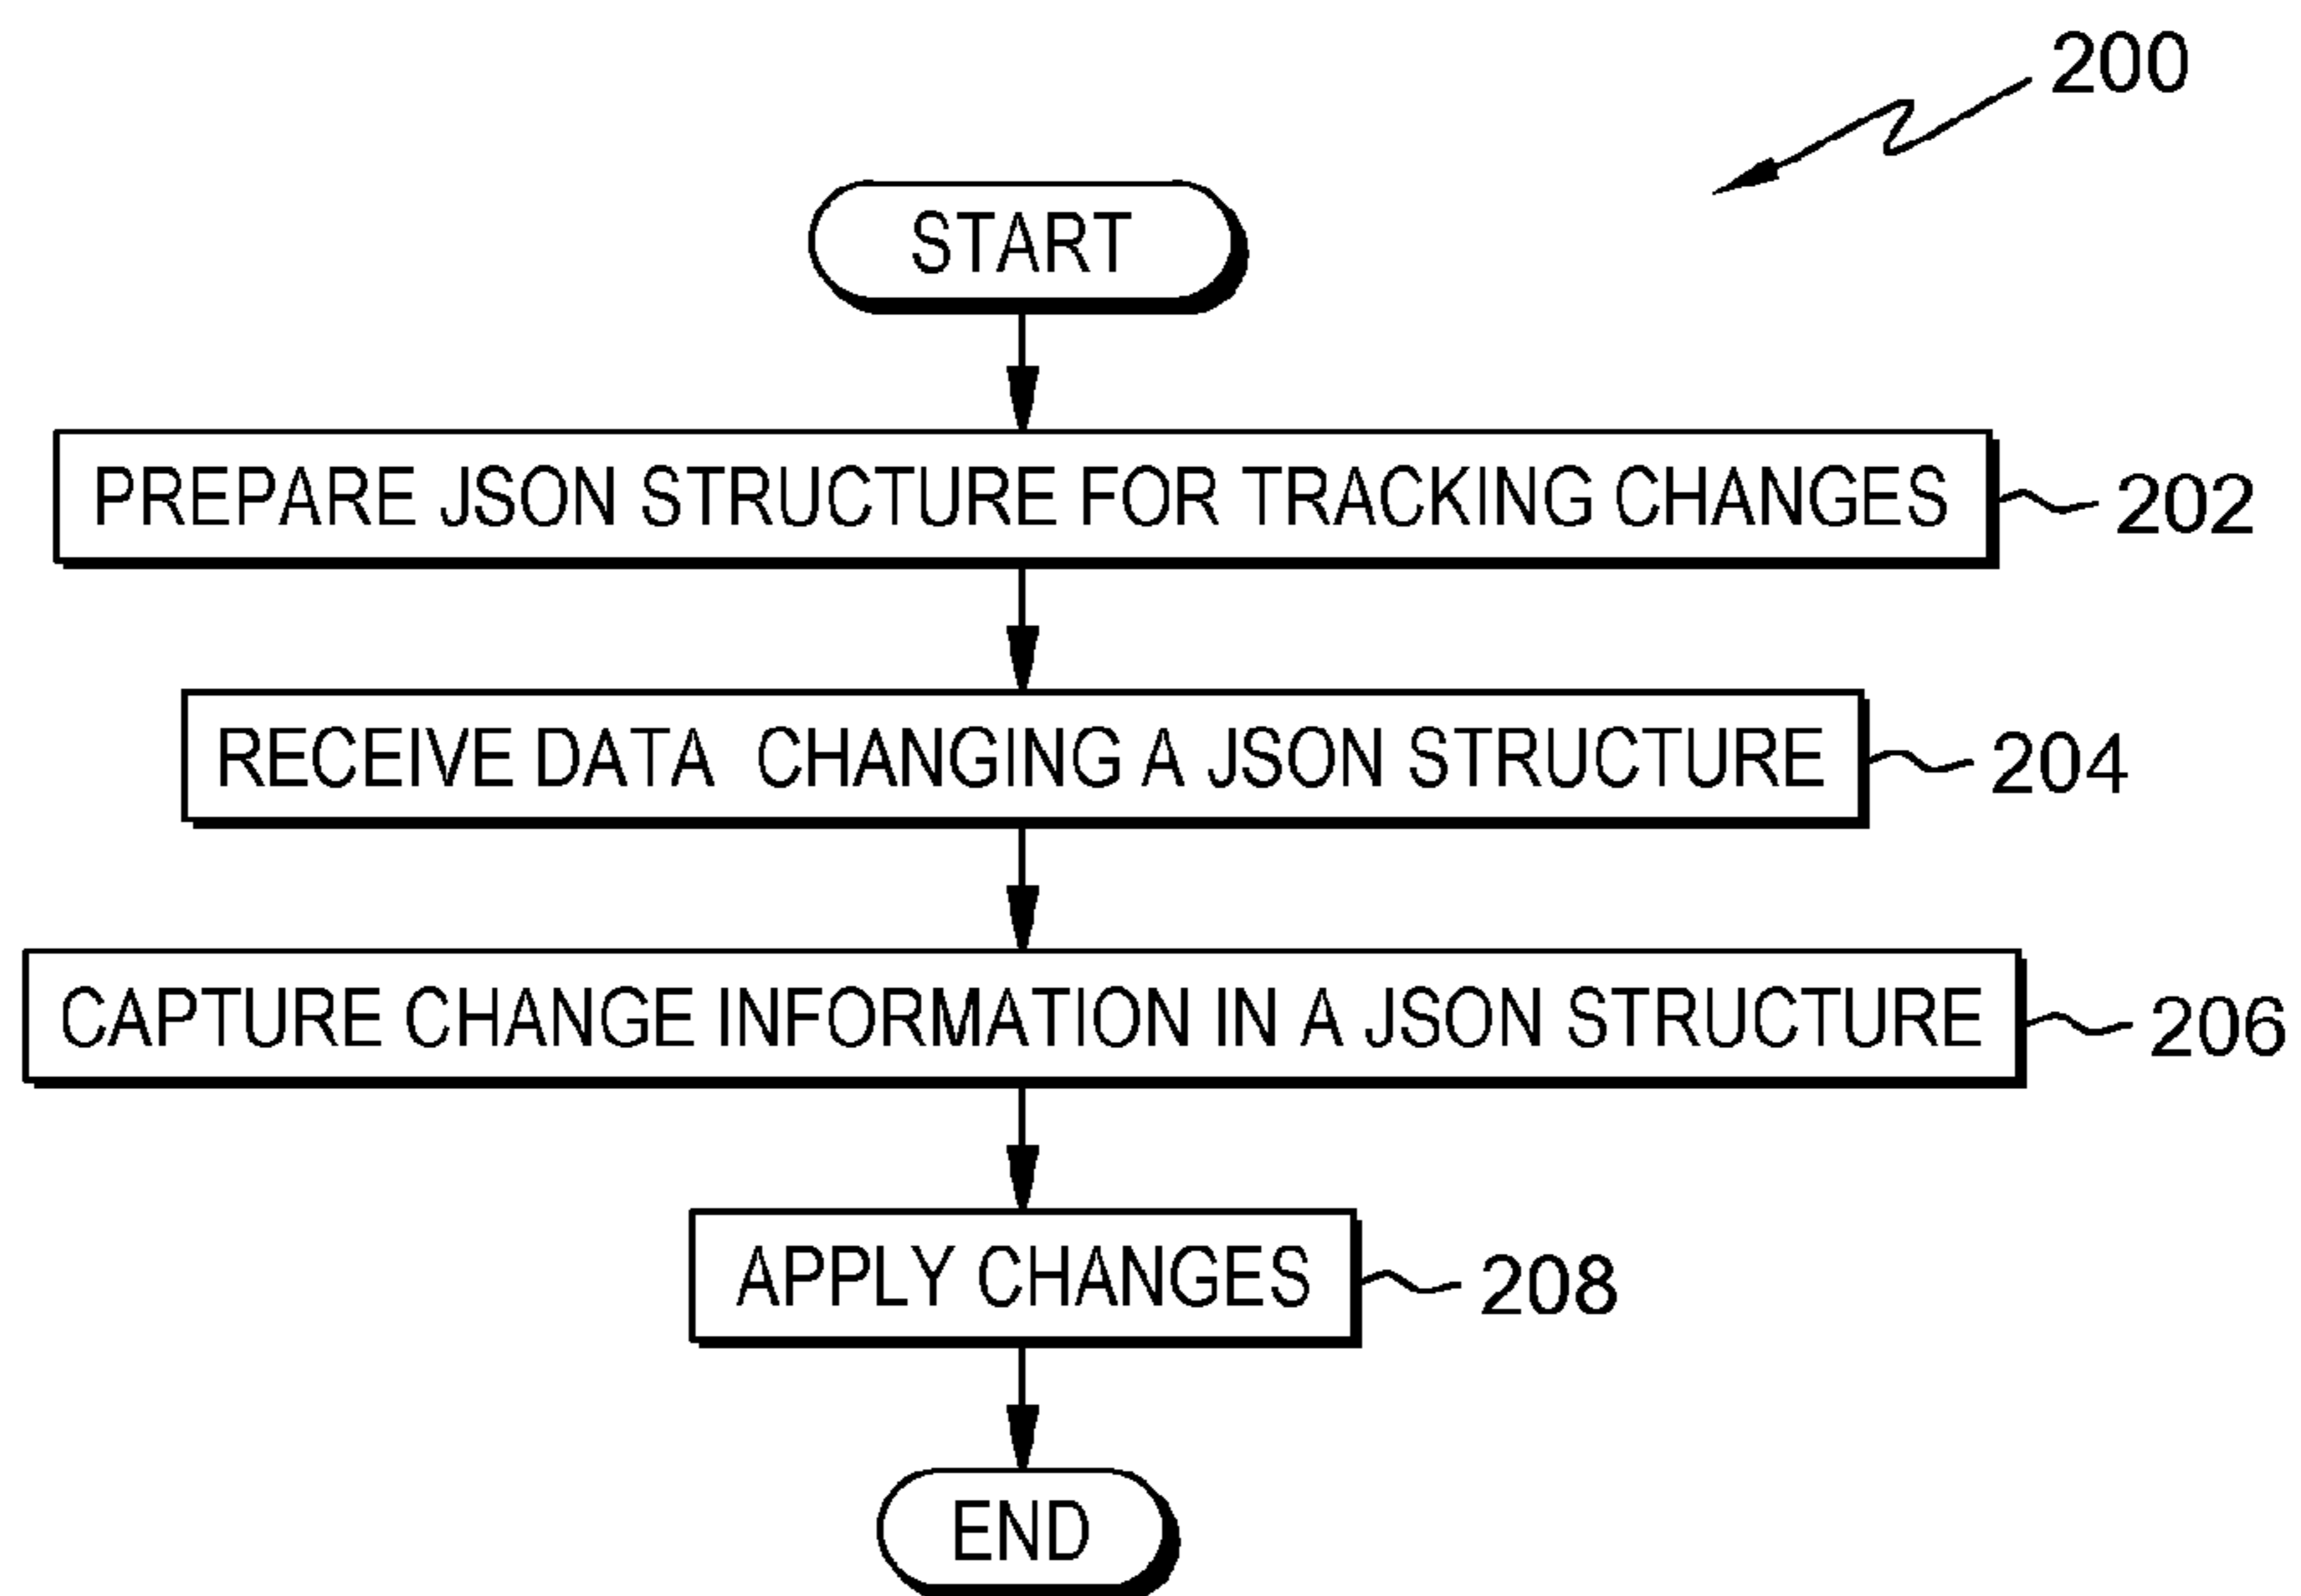 200
START
PREPARE JSON STRUCTURE FOR TRACKING CHANGES 202
RECEIVE DATA CHANGING A JSON STRUCTURE 204
CAPTURE CHANGE INFORMATION IN A JSON STRUCTURE 206
APPLY CHANGES 208
END